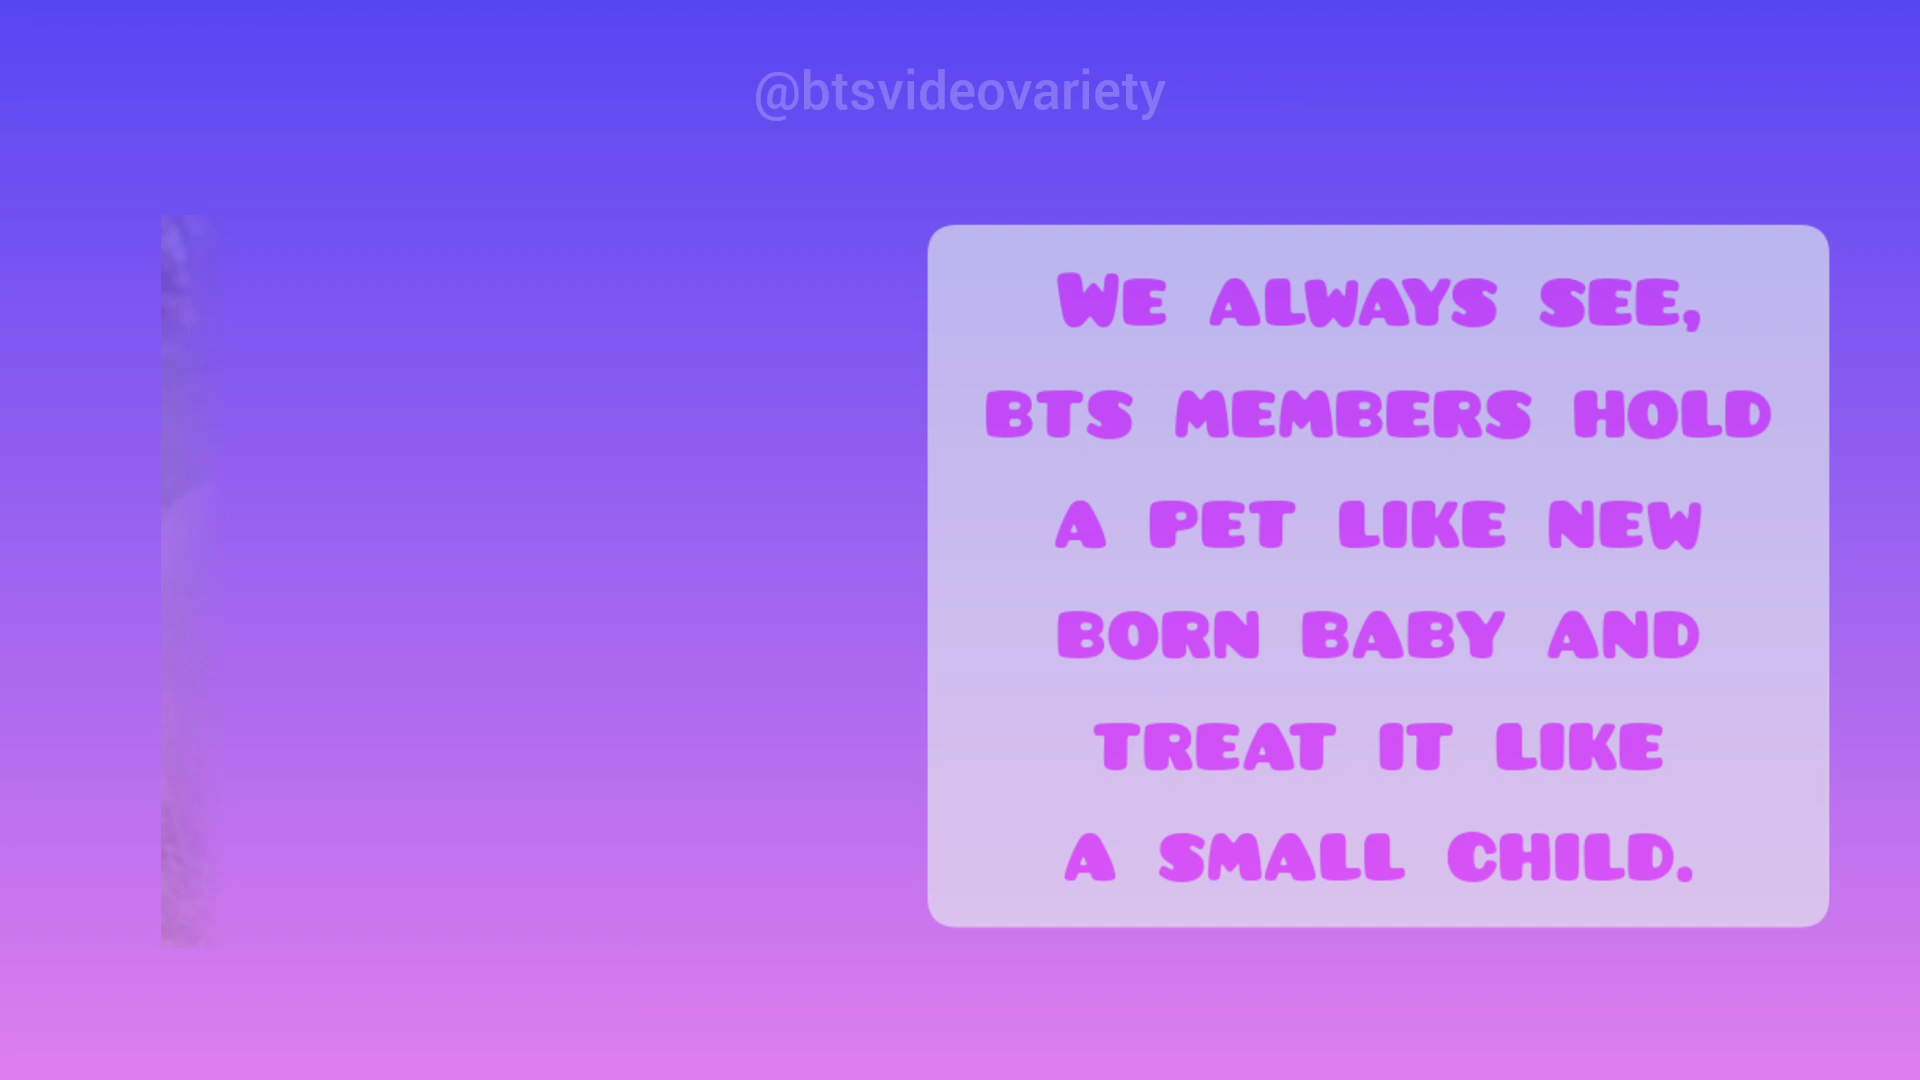 @btsvideovariety
We always see,
BTS members hold
a pet like new
born baby and
treat it like
a small Child.